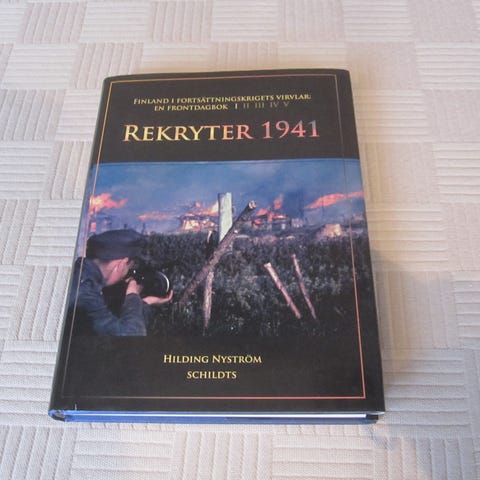 FINLAND I FORTSÄTTNINGSKRIGETS VIRVLAR:
EN FRONTDAGBOK I II III IV V
REKRYTER 1941
HILDING NYSTRÖM
SCHILDTS